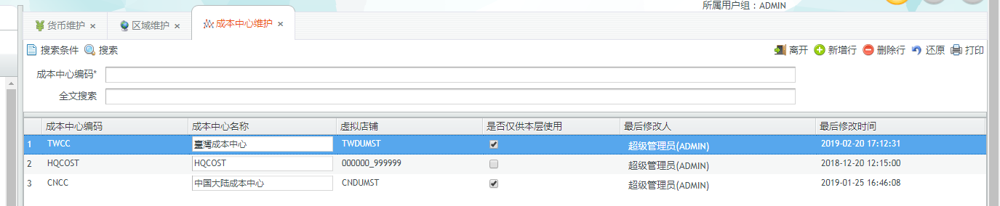 所属用户组：ADMIN
货币维护 × 区域维护 × 成本中心维护 ×
搜索条件 搜索 离开 新增行 删除行 还原 打印
成本中心编码*
全文搜索
成本中心编码 成本中心名称 虚拟店铺 是否仅供本层使用 最后修改人 最后修改时间
1 TWCC 臺灣成本中心 TWDUMST 超级管理员(ADMIN) 2019-02-20 17:12:31
2 HQCOST HQCOST 000000_999999 超级管理员(ADMIN) 2018-12-20 12:15:00
3 CNCC 中国大陆成本中心 CNDUMST 超级管理员(ADMIN) 2019-01-25 16:46:08